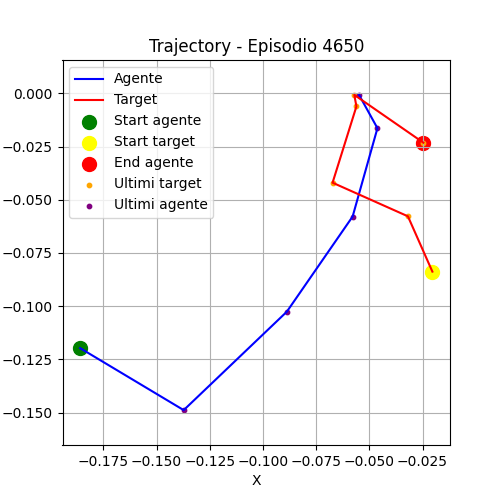 Trajectory - Episodio 4650
Agente
Target
Start agente
Start target
End agente
Ultimi target
Ultimi agente
0.000
−0.025
−0.050
−0.075
−0.100
−0.125
−0.150
−0.175 −0.150 −0.125 −0.100 −0.075 −0.050 −0.025
X